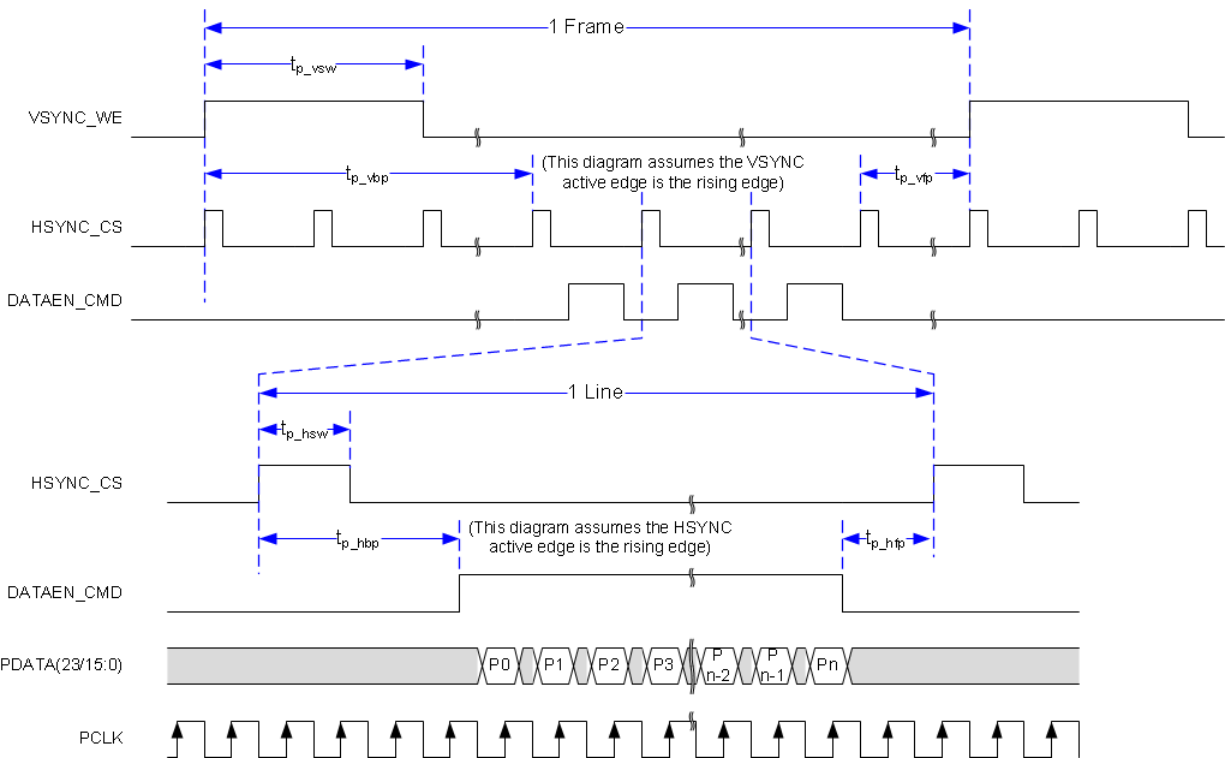 1 Frame
tp_vsw
VSYNC_WE
(This diagram assumes the VSYNC
active edge is the rising edge)
tp_vbp
tp_vfp
HSYNC_CS
DATAEN_CMD
1 Line
tp_hsw
HSYNC_CS
(This diagram assumes the HSYNC
active edge is the rising edge)
tp_hbp
tp_hfp
DATAEN_CMD
PDATA(23/15:0)
P0 P1 P2 P3 P n-2 P n-1 Pn
PCLK